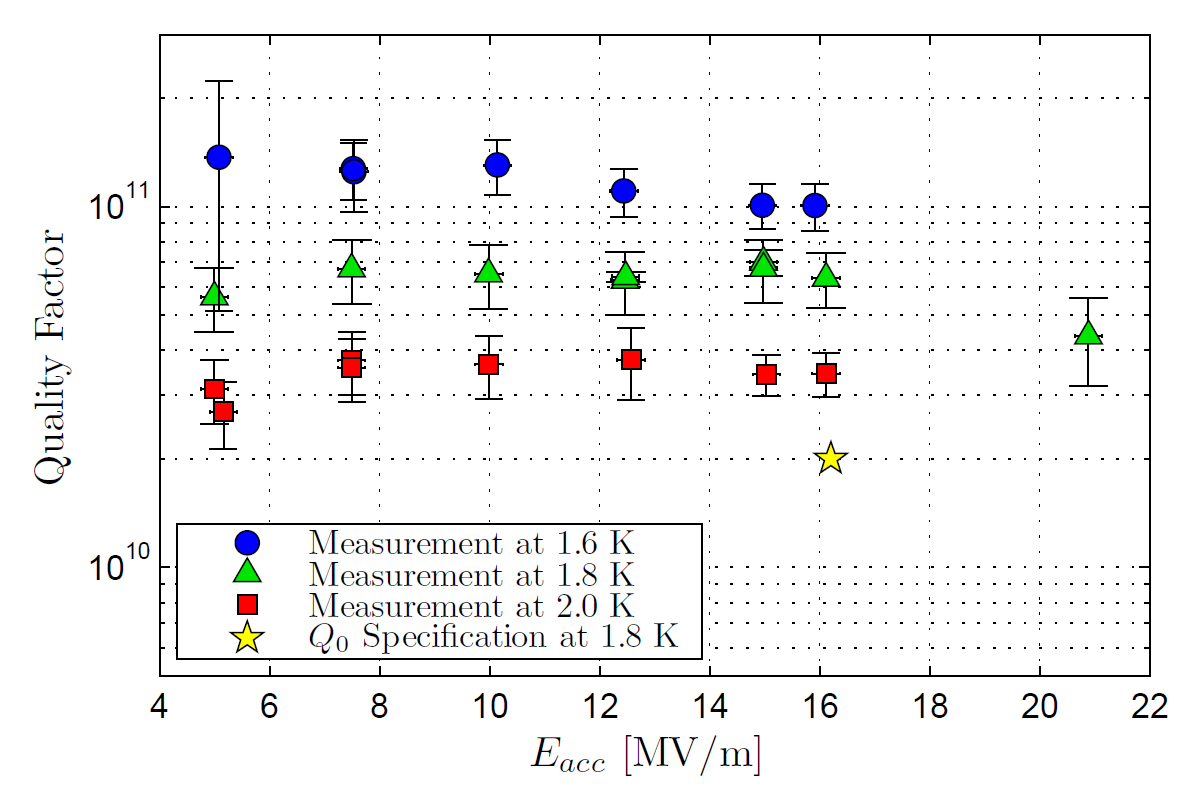 Quality Factor
10^11
10^10
Measurement at 1.6 K
Measurement at 1.8 K
Measurement at 2.0 K
Q_0 Specification at 1.8 K
4 6 8 10 12 14 16 18 20 22
E_acc [MV/m]